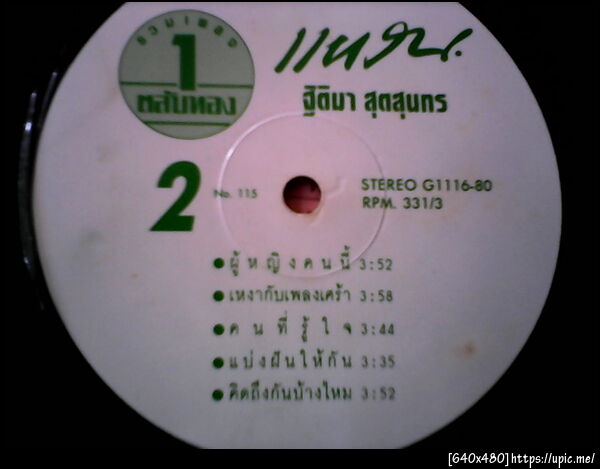 รวมเพลง
1
ตลับทอง
แหวน.
ฐิติมา สุตสุนทร
2
No. 115
STEREO G1116-80
RPM. 331/3
● ผู้หญิงคนนี้ 3:52
● เหงากับเพลงเศร้า 3:58
● คนที่รู้ใจ 3:44
● แบ่งฝันให้กัน 3:35
● คิดถึงกันบ้างไหม 3:52
[640x480]https://upic.me/